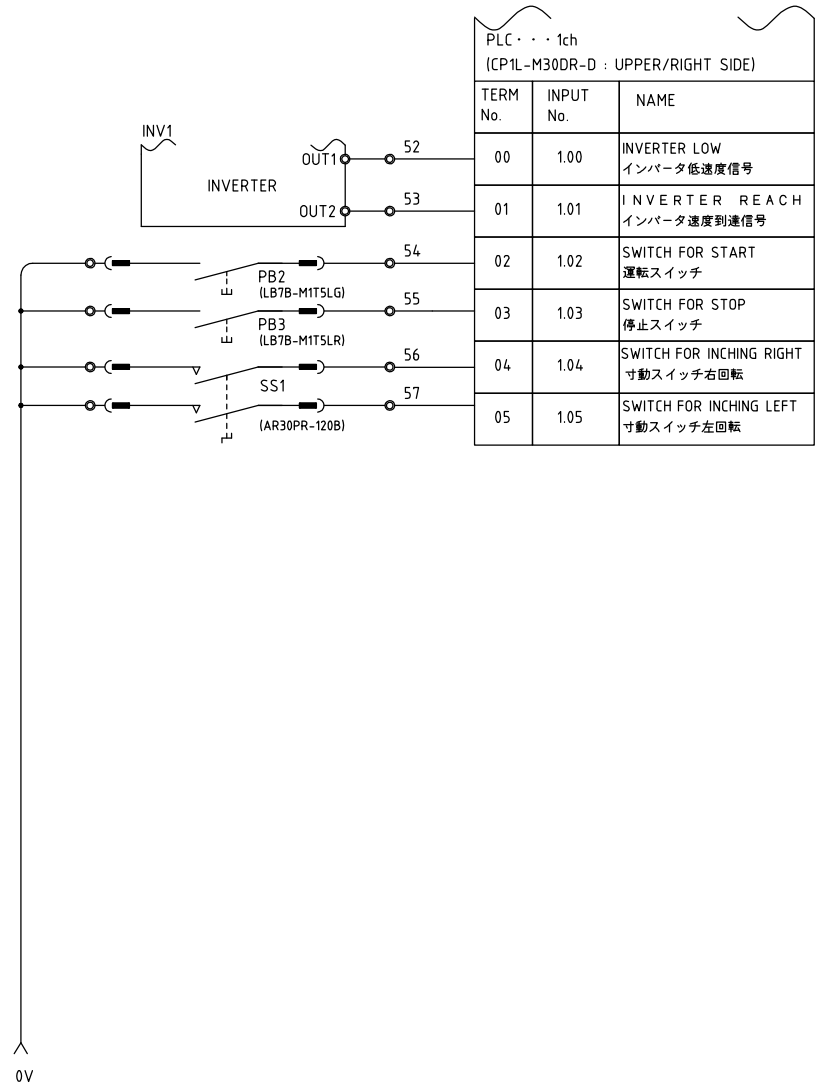 PLC・・・1ch
(CP1L-M30DR-D : UPPER/RIGHT SIDE)
TERM No.
INPUT No.
NAME
INV1
INVERTER
OUT1
52
00
1.00
INVERTER LOW
インバータ低速度信号
OUT2
53
01
1.01
INVERTER REACH
インバータ速度到達信号
54
02
1.02
SWITCH FOR START
運転スイッチ
PB2
(LB7B-M1T5LG)
55
03
1.03
SWITCH FOR STOP
停止スイッチ
PB3
(LB7B-M1T5LR)
56
04
1.04
SWITCH FOR INCHING RIGHT
寸動スイッチ右回転
SS1
57
05
1.05
SWITCH FOR INCHING LEFT
寸動スイッチ左回転
(AR30PR-120B)
0V